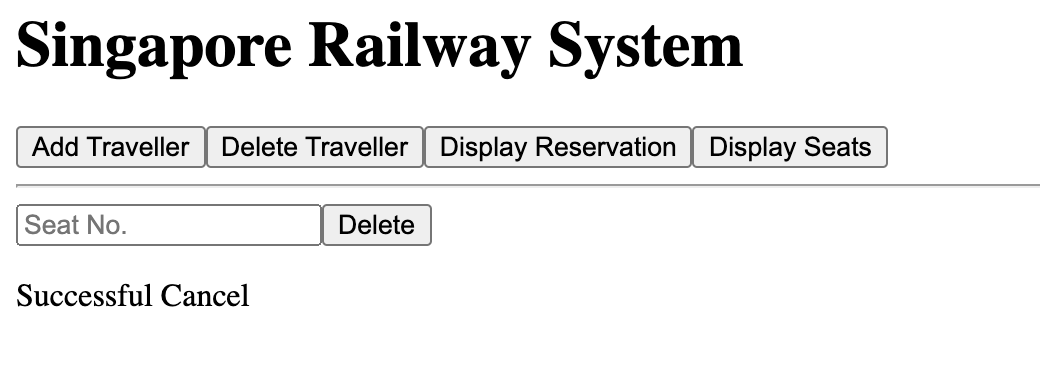 Singapore Railway System
Add Traveller Delete Traveller Display Reservation Display Seats
Seat No. Delete
Successful Cancel